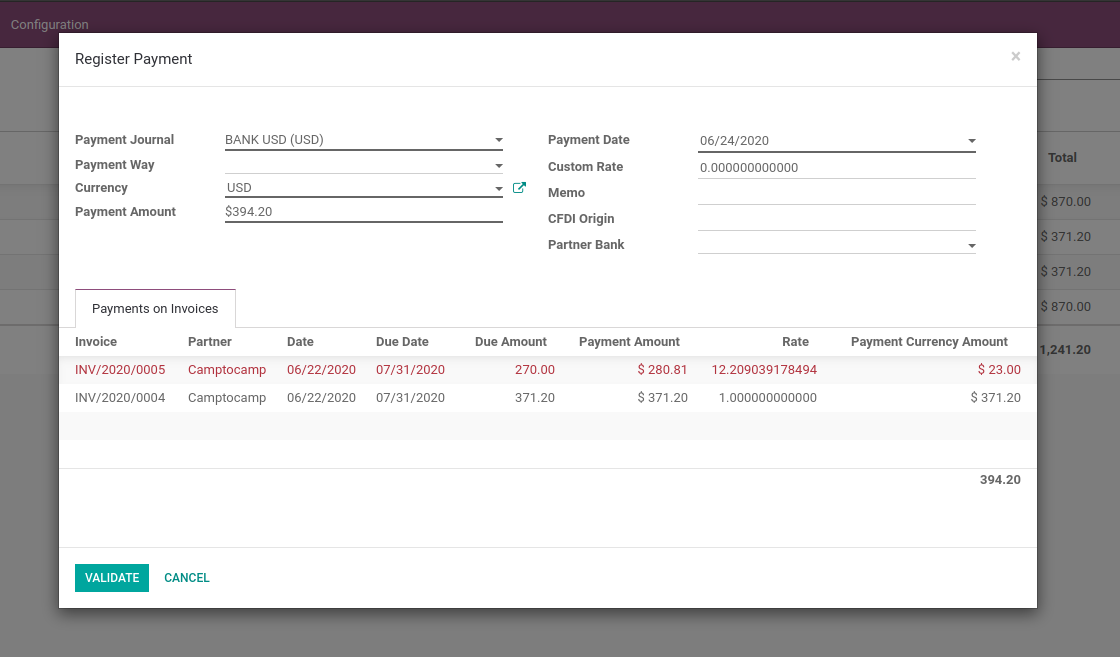 Configuration
Register Payment ×
Payment Journal BANK USD (USD) Payment Date 06/24/2020
Payment Way Custom Rate 0.000000000000
Total
Currency USD Memo
Payment Amount $394.20 CFDI Origin
Partner Bank
$ 870.00
$ 371.20
$ 371.20
$ 870.00
1,241.20
Payments on Invoices
Invoice Partner Date Due Date Due Amount Payment Amount Rate Payment Currency Amount
INV/2020/0005 Camptocamp 06/22/2020 07/31/2020 270.00 $ 280.81 12.209039178494 $ 23.00
INV/2020/0004 Camptocamp 06/22/2020 07/31/2020 371.20 $ 371.20 1.000000000000 $ 371.20
394.20
VALIDATE CANCEL